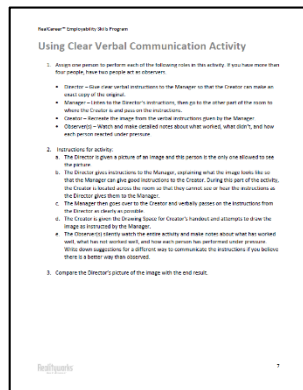 RealCareer™ Employability Skills Program
Using Clear Verbal Communication Activity
1. Assign one person to perform each of the following roles in this activity. If you have more than
four people, have two people act as observers.
• Director – Give clear verbal instructions to the Manager so that the Creator can make an
exact copy of the original.
• Manager – Listen to the Director's instructions, then go to the other part of the room to
where the Creator is and pass on the instructions.
• Creator – Recreate the image from the verbal instructions given by the Manager.
• Observer(s) – Watch and make detailed notes about what worked, what didn't, and how
each person reacted under pressure.
2. Instructions for activity:
a. The Director is given a picture of an image and this person is the only one allowed to see
the picture.
b. The Director gives instructions to the Manager, explaining what the image looks like so
that the Manager can give good instructions to the Creator. During this part of the activity,
the Creator is located across the room so that they cannot see or hear the instructions as
the Director gives them to the Manager.
c. The Manager then goes over to the Creator and verbally passes on the instructions from
the Director as clearly as possible
d. The Creator is given the Drawing Space for Creator's handout and attempts to draw the
image as instructed by the Manager.
e. The Observer(s) silently watch the entire activity and make notes about what has worked
well, what has not worked well, and how each person has performed under pressure.
Write down suggestions for a different way to communicate the instructions if you believe
there is a better way than observed.
3. Compare the Director's picture of the image with the end result.
Realityworks
7